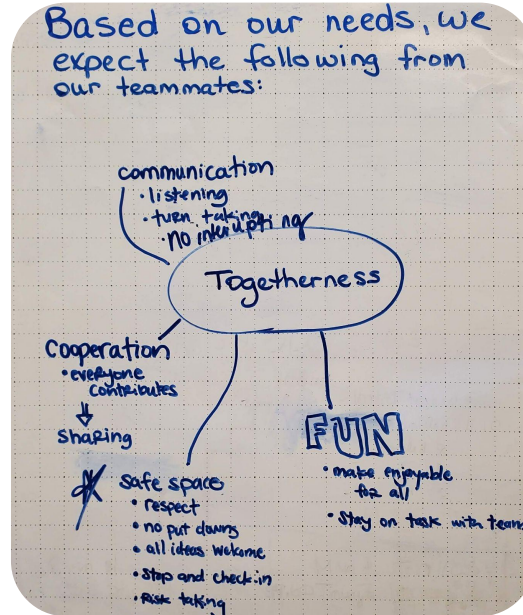 Based on our needs, we
expect the following from
our teammates:
communication
• listening
• turn taking
• no interupting
Togetherness
Cooperation
• everyone
contributes
sharing
FUN
• make enjoyable
for all
• Stay on task with team
safe space
• respect
• no put downs
• all ideas welcome
• Stop and check-in
• Risk taking